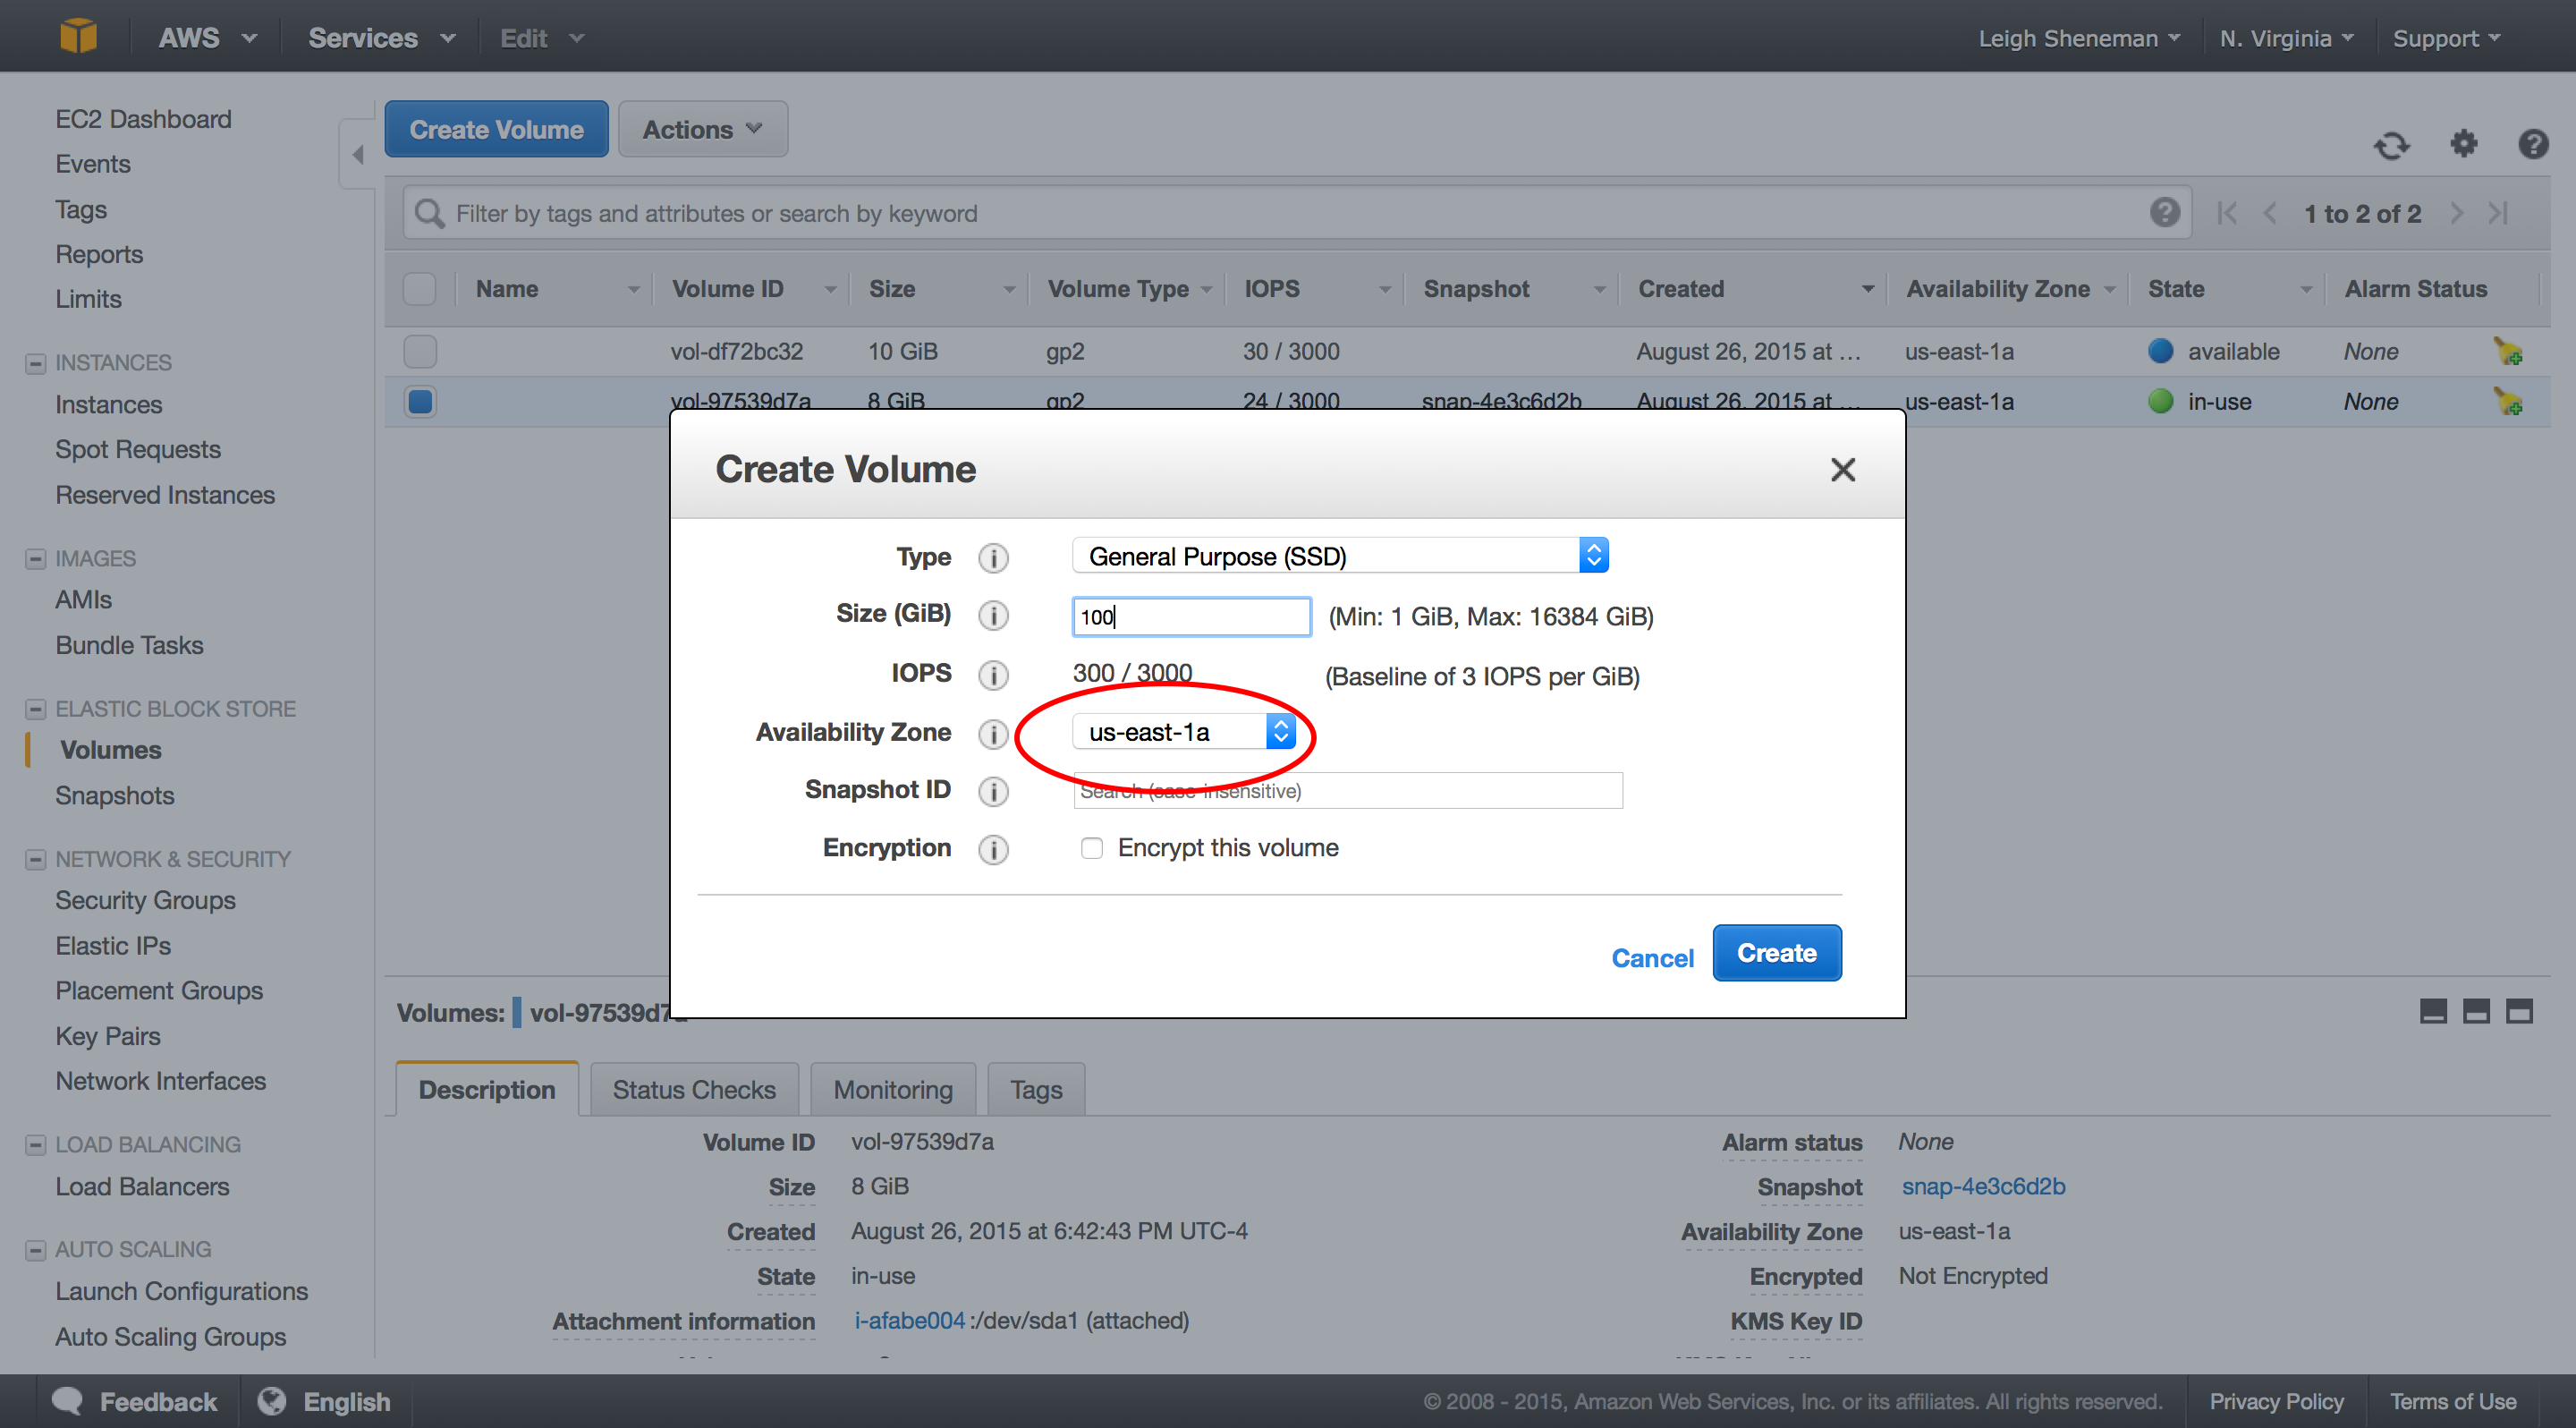 AWS Services Edit Leigh Sheneman N. Virginia Support
EC2 Dashboard
Events
Tags
Reports
Limits
INSTANCES
Instances
Spot Requests
Reserved Instances
IMAGES
AMIs
Bundle Tasks
ELASTIC BLOCK STORE
Volumes
Snapshots
NETWORK & SECURITY
Security Groups
Elastic IPs
Placement Groups
Key Pairs
Network Interfaces
LOAD BALANCING
Load Balancers
AUTO SCALING
Launch Configurations
Auto Scaling Groups
Create Volume Actions
Filter by tags and attributes or search by keyword 1 to 2 of 2
Name Volume ID Size Volume Type IOPS Snapshot Created Availability Zone State Alarm Status
vol-df72bc32 10 GiB gp2 30 / 3000 August 26, 2015 at ... us-east-1a available None
vol-97539d7a 8 GiB gp2 24 / 3000 snap-4e3c6d2b August 26, 2015 at ... us-east-1a in-use None
Create Volume
Type General Purpose (SSD)
Size (GiB) 100 (Min: 1 GiB, Max: 16384 GiB)
IOPS 300 / 3000 (Baseline of 3 IOPS per GiB)
Availability Zone us-east-1a
Snapshot ID Search (case-insensitive)
Encryption Encrypt this volume
Cancel Create
Volumes: vol-97539d7a
Description Status Checks Monitoring Tags
Volume ID vol-97539d7a Alarm status None
Size 8 GiB Snapshot snap-4e3c6d2b
Created August 26, 2015 at 6:42:43 PM UTC-4 Availability Zone us-east-1a
State in-use Encrypted Not Encrypted
Attachment information i-afabe004:/dev/sda1 (attached) KMS Key ID
Feedback English © 2008 - 2015, Amazon Web Services, Inc. or its affiliates. All rights reserved. Privacy Policy Terms of Use